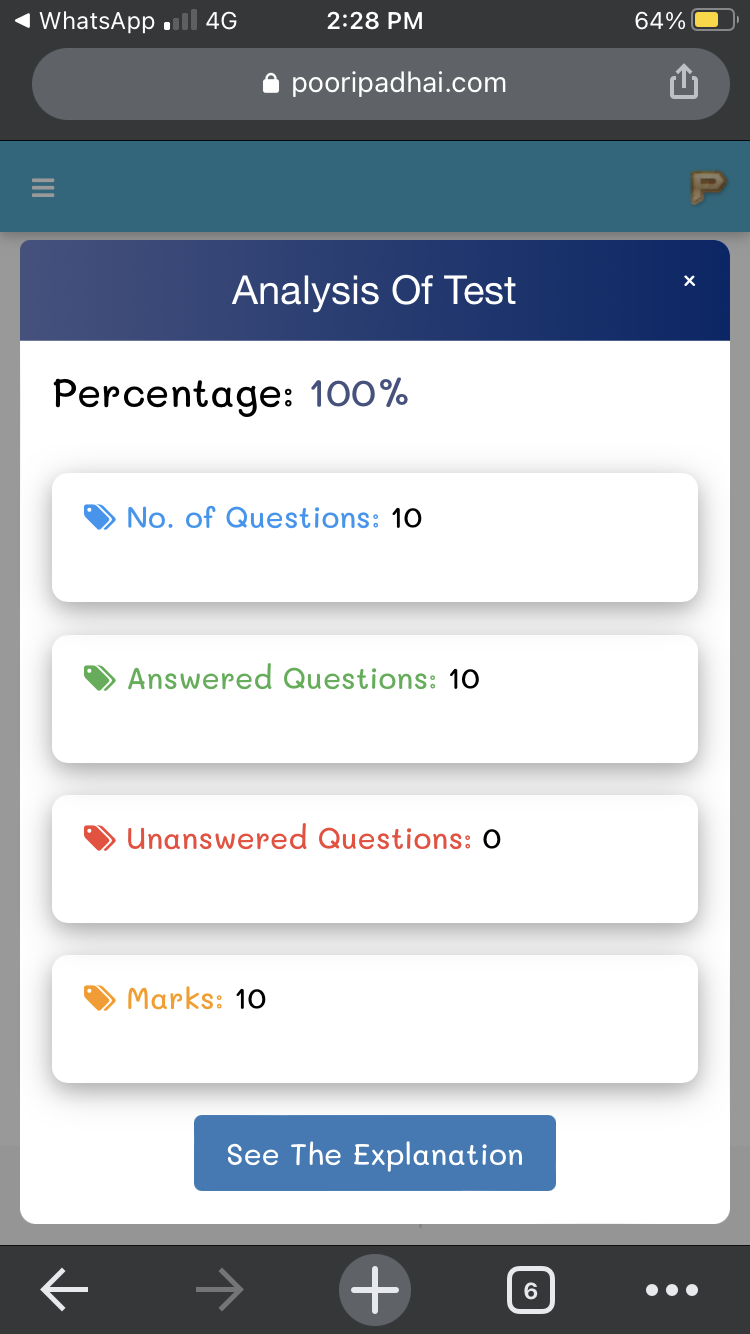 WhatsApp 4G 2:28 PM 64%
pooripadhai.com
P
Analysis Of Test ×
Percentage: 100%
No. of Questions: 10
Answered Questions: 10
Unanswered Questions: 0
Marks: 10
See The Explanation
6